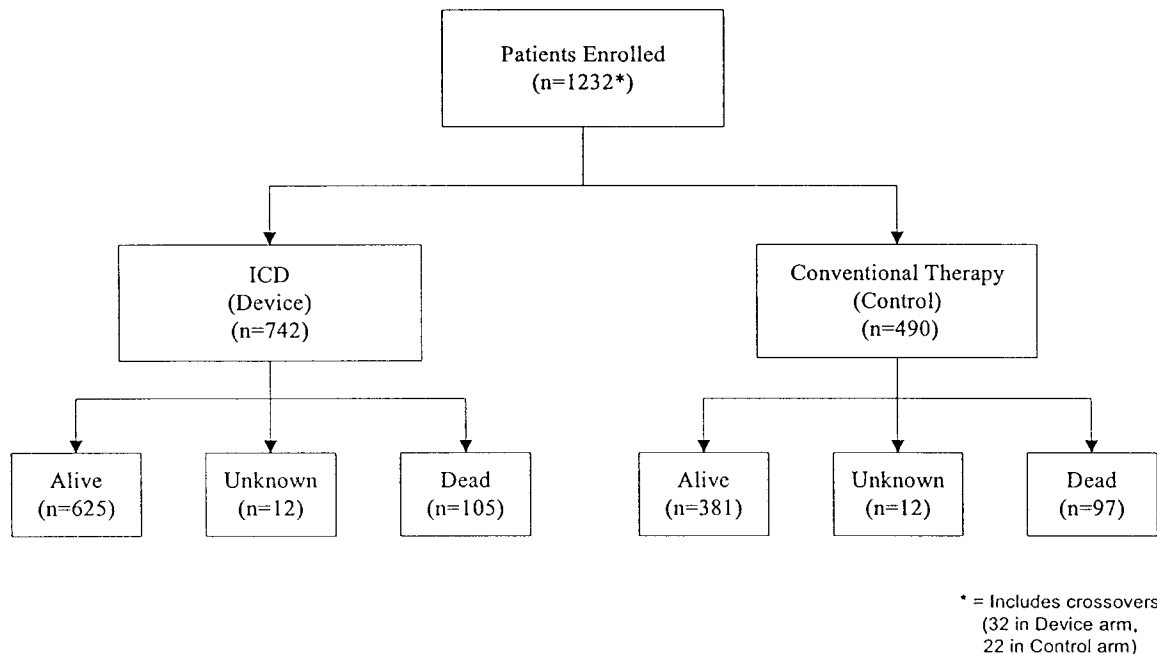 Patients Enrolled
(n=1232*)
ICD
(Device)
(n=742)
Conventional Therapy
(Control)
(n=490)
Alive
(n=625)
Unknown
(n=12)
Dead
(n=105)
Alive
(n=381)
Unknown
(n=12)
Dead
(n=97)
* = Includes crossovers
(32 in Device arm,
22 in Control arm)